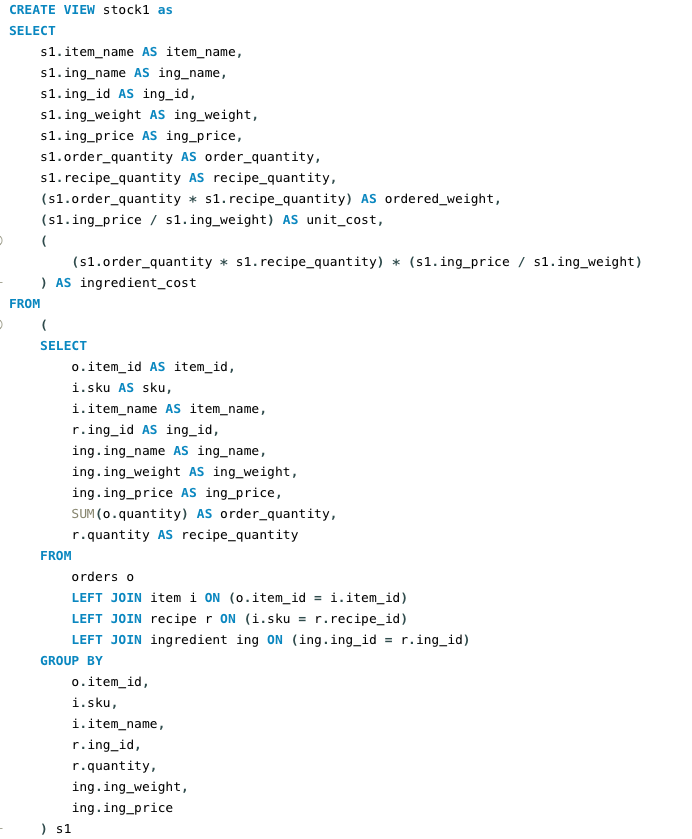 CREATE VIEW stock1 as
SELECT
    s1.item_name AS item_name,
    s1.ing_name AS ing_name,
    s1.ing_id AS ing_id,
    s1.ing_weight AS ing_weight,
    s1.ing_price AS ing_price,
    s1.order_quantity AS order_quantity,
    s1.recipe_quantity AS recipe_quantity,
    (s1.order_quantity * s1.recipe_quantity) AS ordered_weight,
    (s1.ing_price / s1.ing_weight) AS unit_cost,
    (
        (s1.order_quantity * s1.recipe_quantity) * (s1.ing_price / s1.ing_weight)
    ) AS ingredient_cost
FROM
    (
    SELECT
        o.item_id AS item_id,
        i.sku AS sku,
        i.item_name AS item_name,
        r.ing_id AS ing_id,
        ing.ing_name AS ing_name,
        ing.ing_weight AS ing_weight,
        ing.ing_price AS ing_price,
        SUM(o.quantity) AS order_quantity,
        r.quantity AS recipe_quantity
    FROM
        orders o
        LEFT JOIN item i ON (o.item_id = i.item_id)
        LEFT JOIN recipe r ON (i.sku = r.recipe_id)
        LEFT JOIN ingredient ing ON (ing.ing_id = r.ing_id)
    GROUP BY
        o.item_id,
        i.sku,
        i.item_name,
        r.ing_id,
        r.quantity,
        ing.ing_weight,
        ing.ing_price
    ) s1